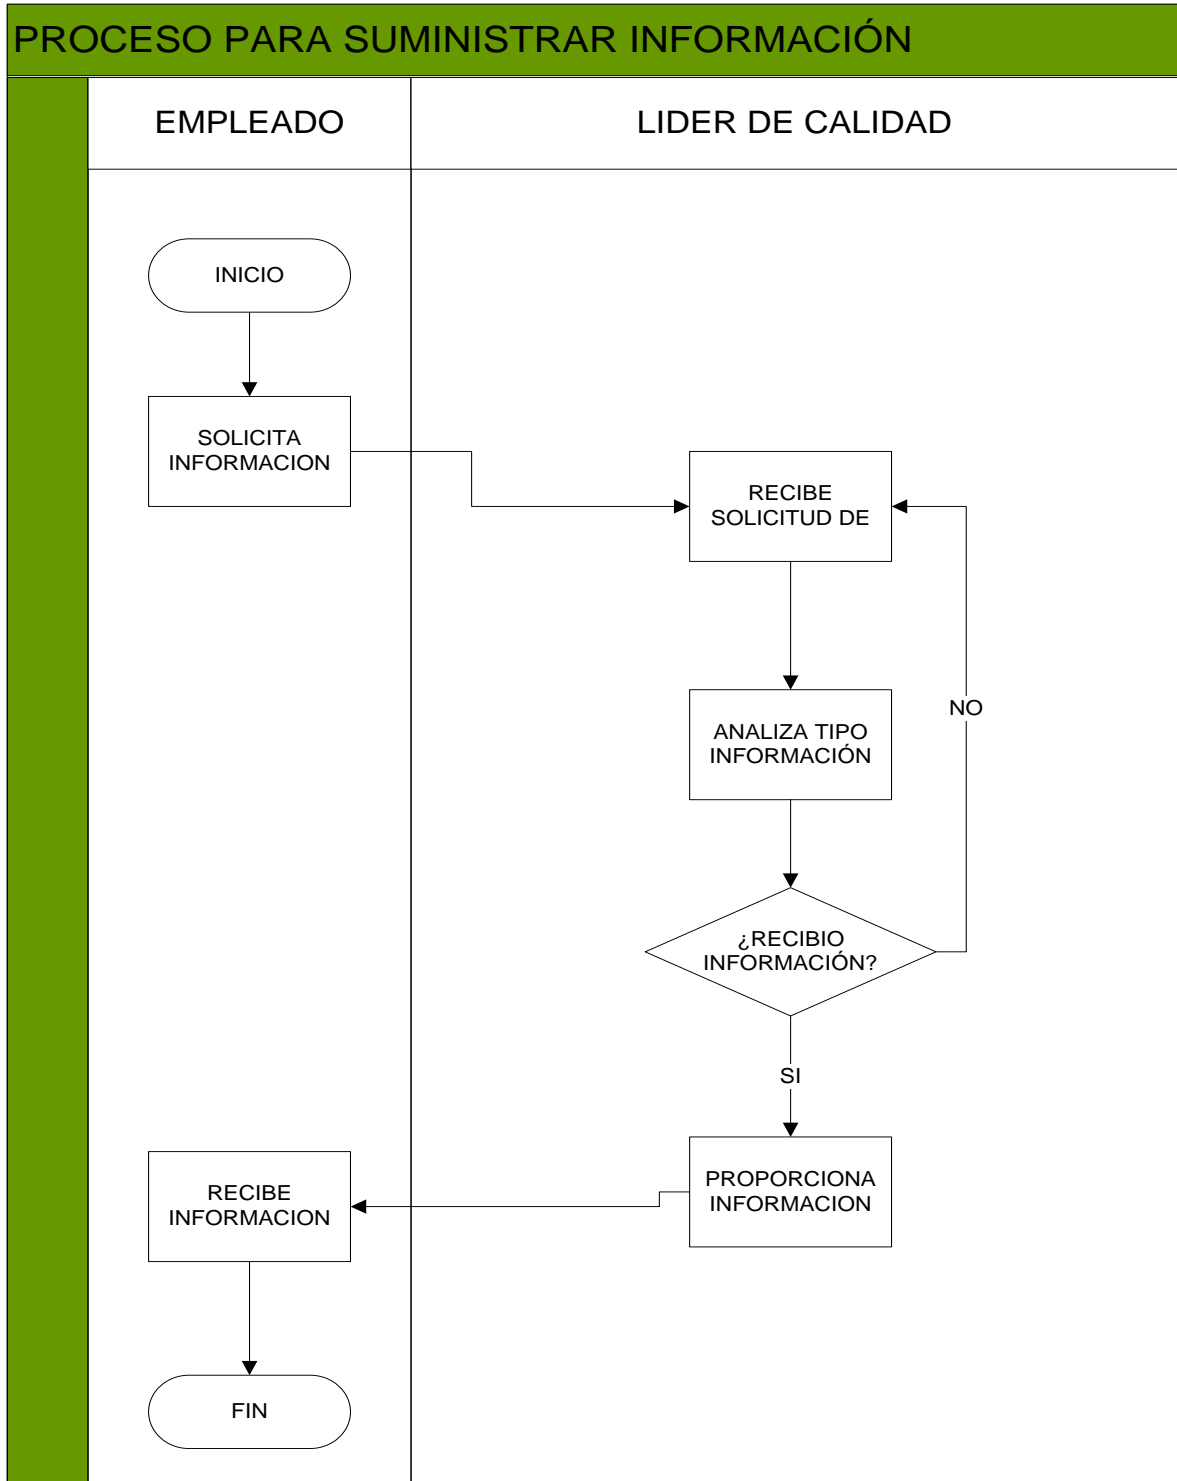 PROCESO PARA SUMINISTRAR INFORMACIÓN
EMPLEADO
LIDER DE CALIDAD
INICIO
SOLICITA
INFORMACION
RECIBE
SOLICITUD DE
ANALIZA TIPO
INFORMACIÓN
NO
¿RECIBIO
INFORMACIÓN?
SI
PROPORCIONA
INFORMACION
RECIBE
INFORMACION
FIN